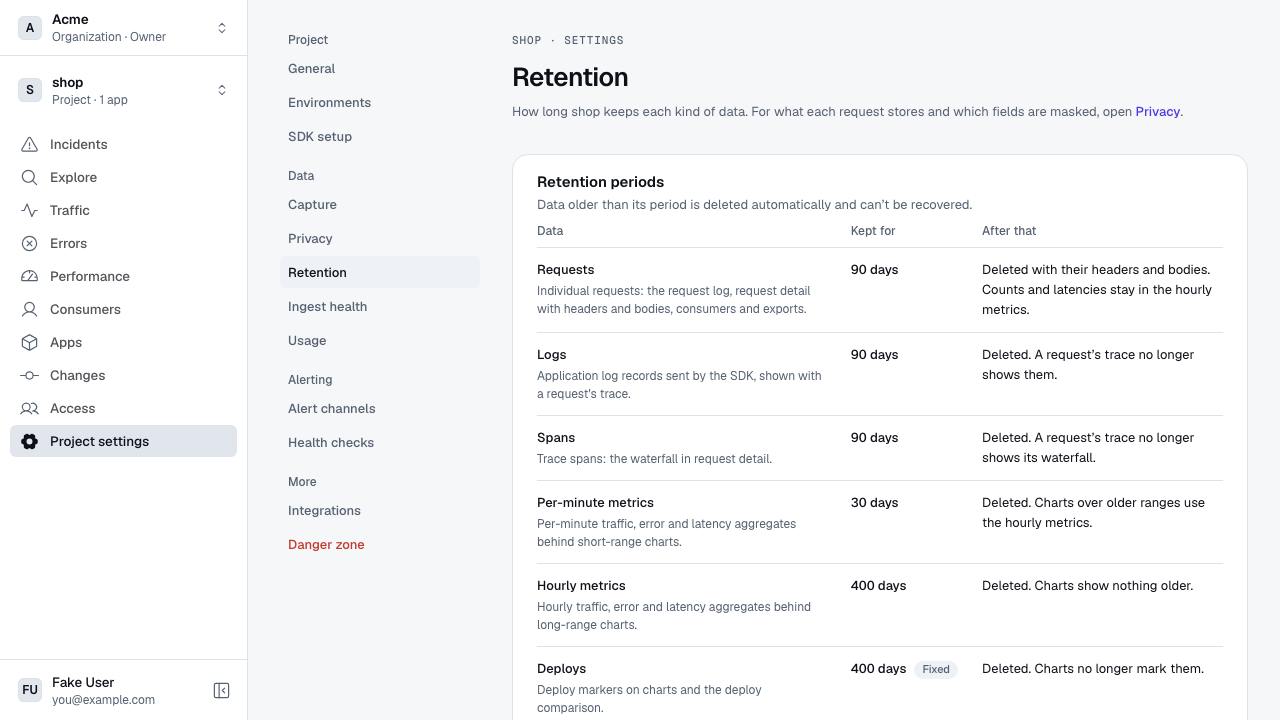 A
Acme
Organization · Owner
S
shop
Project · 1 app
Incidents
Explore
Traffic
Errors
Performance
Consumers
Apps
Changes
Access
Project settings
FU
Fake User
you@example.com
Project
General
Environments
SDK setup
Data
Capture
Privacy
Retention
Ingest health
Usage
Alerting
Alert channels
Health checks
More
Integrations
Danger zone
SHOP · SETTINGS
Retention
How long shop keeps each kind of data. For what each request stores and which fields are masked, open Privacy.
Retention periods
Data older than its period is deleted automatically and can’t be recovered.
Data Kept for After that
Requests
Individual requests: the request log, request detail
with headers and bodies, consumers and exports.
90 days
Deleted with their headers and bodies.
Counts and latencies stay in the hourly
metrics.
Logs
Application log records sent by the SDK, shown with
a request's trace.
90 days
Deleted. A request’s trace no longer
shows them.
Spans
Trace spans: the waterfall in request detail.
90 days
Deleted. A request’s trace no longer
shows its waterfall.
Per-minute metrics
Per-minute traffic, error and latency aggregates
behind short-range charts.
30 days
Deleted. Charts over older ranges use
the hourly metrics.
Hourly metrics
Hourly traffic, error and latency aggregates behind
long-range charts.
400 days
Deleted. Charts show nothing older.
Deploys
Deploy markers on charts and the deploy
comparison.
400 days Fixed
Deleted. Charts no longer mark them.